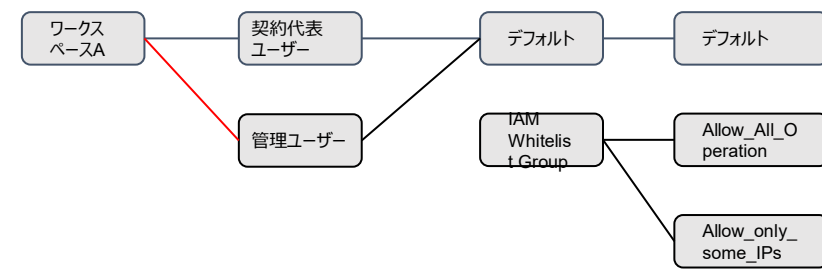 ワークス
ペースA
契約代表
ユーザー
デフォルト
デフォルト
管理ユーザー
IAM
Whitelis
t Group
Allow_All_O
peration
Allow_only_
some_IPs